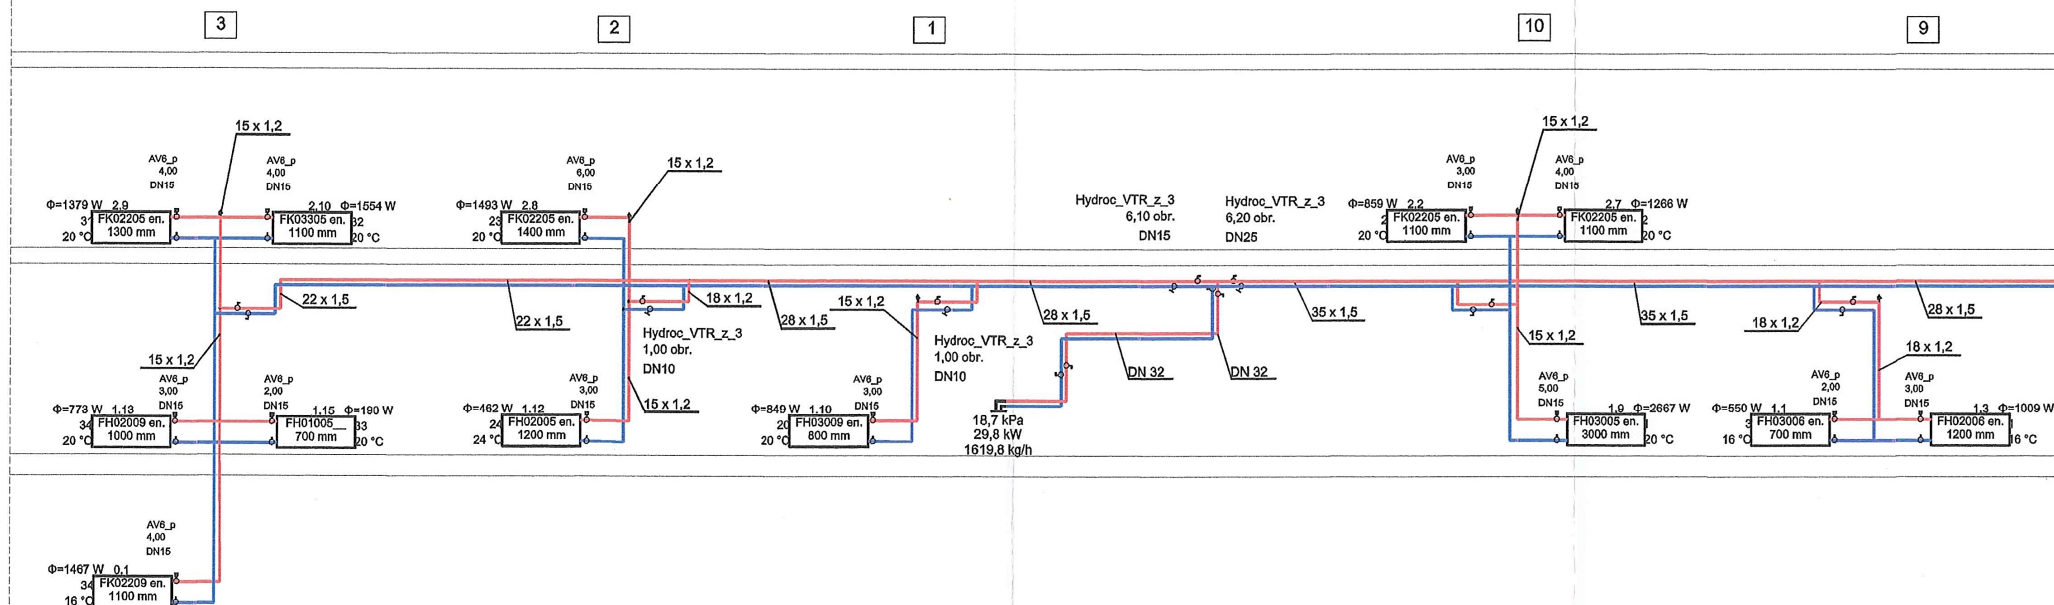 3
2
1
10
9
15 x 1,2
AV6_p
4,00
DN15
AV6_p
4,00
DN15
Φ=1379 W 2.9
FK02205 en.
1300 mm
20 °C
2.10 Φ=1554 W
FK03305 en.
1100 mm
32
20 °C
AV6_p
6,00
DN15
15 x 1,2
Φ=1493 W 2.8
23
FK02205 en.
1400 mm
20 °C
Hydroc_VTR_z_3
6,10 obr.
DN15
Hydroc_VTR_z_3
6,20 obr.
DN25
15 x 1,2
AV6_p
3,00
DN15
AV6_p
4,00
DN15
Φ=859 W 2.2
FK02205 en.
1100 mm
20 °C
2.7 Φ=1266 W
FK02205 en.
1100 mm
20 °C
22 x 1,5
22 x 1,5
18 x 1,2
28 x 1,5
15 x 1,2
28 x 1,5
35 x 1,5
35 x 1,5
18 x 1,2
28 x 1,5
Hydroc_VTR_z_3
1,00 obr.
DN10
Hydroc_VTR_z_3
1,00 obr.
DN10
15 x 1,2
15 x 1,2
18 x 1,2
DN 32
DN 32
AV6_p
3,00
DN15
AV6_p
2,00
DN15
Φ=773 W 1.13
34
FH02009 en.
1000 mm
20 °C
1.15 Φ=190 W
FH01005__
700 mm
33
20 °C
AV6_p
3,00
DN15
15 x 1,2
Φ=462 W 1.12
24
FH02005 en.
1200 mm
24 °C
AV6_p
3,00
DN15
Φ=849 W 1.10
20
FH03009 en.
800 mm
20 °C
18,7 kPa
29,8 kW
1619,8 kg/h
AV6_p
5,00
DN15
1.9 Φ=2667 W
FH03005 en.
3000 mm
20 °C
AV6_p
2,00
DN15
AV6_p
3,00
DN15
Φ=550 W 1.1
FH03006 en.
700 mm
16 °C
1.3 Φ=1009 W
FH02006 en.
1200 mm
AV6_p
4,00
DN15
Φ=1467 W 0.1
34
FK02209 en.
1100 mm
16 °C